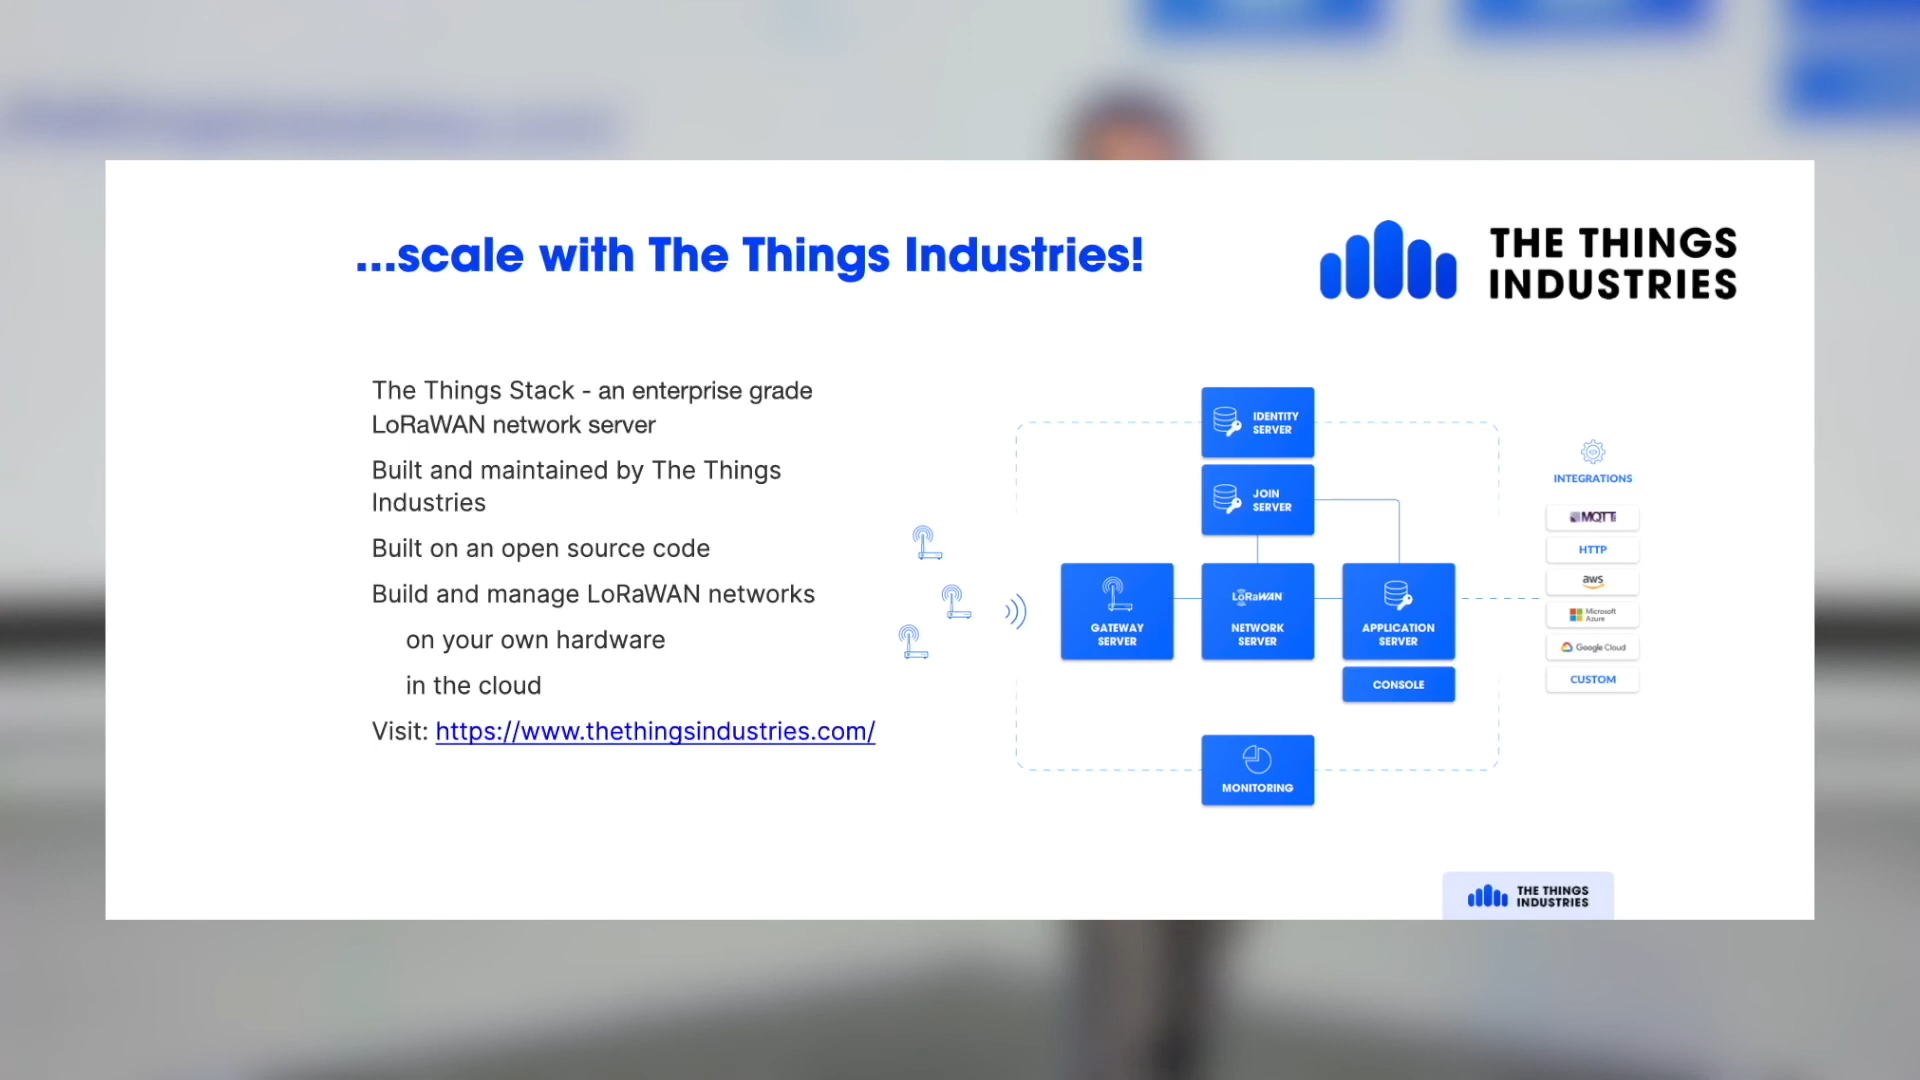 ...scale with The Things Industries!
THE THINGS
INDUSTRIES
The Things Stack - an enterprise grade
LoRaWAN network server
Built and maintained by The Things
Industries
Built on an open source code
Build and manage LoRaWAN networks
on your own hardware
in the cloud
Visit: https://www.thethingsindustries.com/
IDENTITY
SERVER
JOIN
SERVER
GATEWAY
SERVER
LoRaWAN
NETWORK
SERVER
APPLICATION
SERVER
CONSOLE
MONITORING
INTEGRATIONS
MQTT
HTTP
aws
Microsoft
Azure
Google Cloud
CUSTOM
THE THINGS
INDUSTRIES